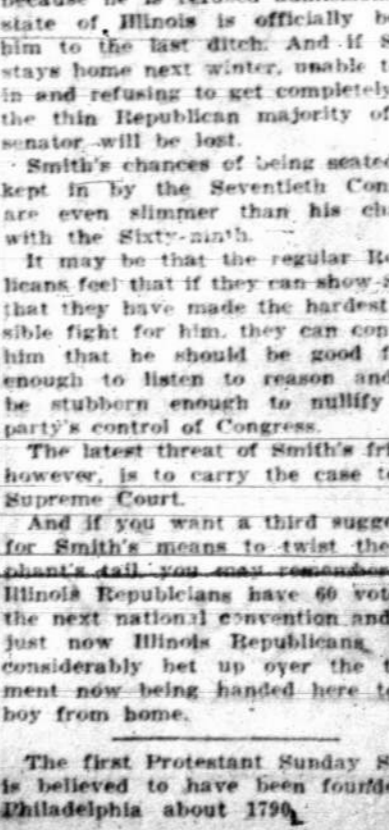 state of Illinois is officially b
him to the last ditch. And if S
stays home next winter, unable t
in and refusing to get completely
the thin Republican majority of
senator will be lost.
Smith's chances of being seated
kept in by the Seventieth Con
are even slimmer than his ch
with the Sixty-ninth.
It may be that the regular Re
licans feel that if they can show
that they have made the hardest
sible fight for him, they can con
him that he should be good f
enough to listen to reason and
be stubborn enough to nullify
party's control of Congress.
The latest threat of Smith's fri
however, is to carry the case to
Supreme Court.
And if you want a third sugge
for Smith's means to twist the
phant's tail you may remember
Illinois Republcians have 60 vot
the next national convention and
just now Illinois Republicans
considerably het up over the
ment now being handed here to
boy from home.
The first Protestant Sunday S
is believed to have been founde
Philadelphia about 1790.